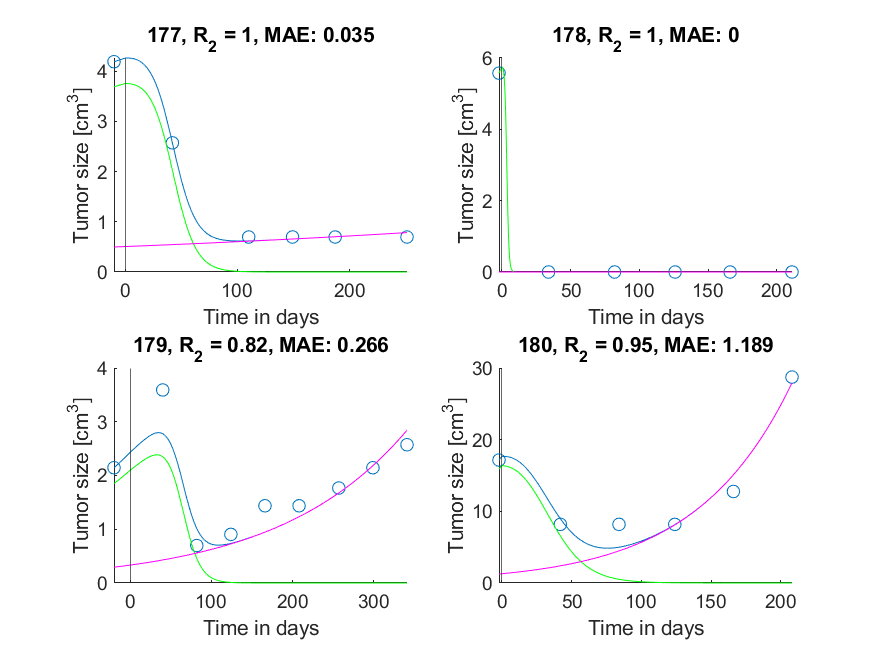 177, R2 = 1, MAE: 0.035
Tumor size [cm3]
4
3
2
1
0
0 100 200
Time in days
178, R2 = 1, MAE: 0
Tumor size [cm3]
6
4
2
0
0 50 100 150 200
Time in days
179, R2 = 0.82, MAE: 0.266
Tumor size [cm3]
4
3
2
1
0
0 100 200 300
Time in days
180, R2 = 0.95, MAE: 1.189
Tumor size [cm3]
30
20
10
0
0 50 100 150 200
Time in days